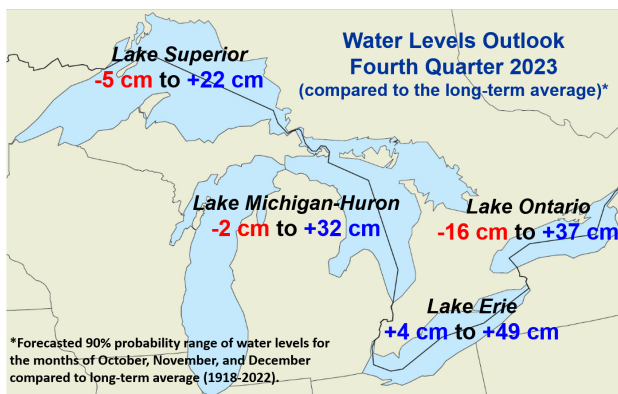 Water Levels Outlook
Fourth Quarter 2023
(compared to the long-term average)*
Lake Superior
-5 cm to +22 cm
Lake Michigan-Huron
-2 cm to +32 cm
Lake Ontario
-16 cm to +37 cm
Lake Erie
+4 cm to +49 cm
*Forecasted 90% probability range of water levels for
the months of October, November, and December
compared to long-term average (1918-2022).